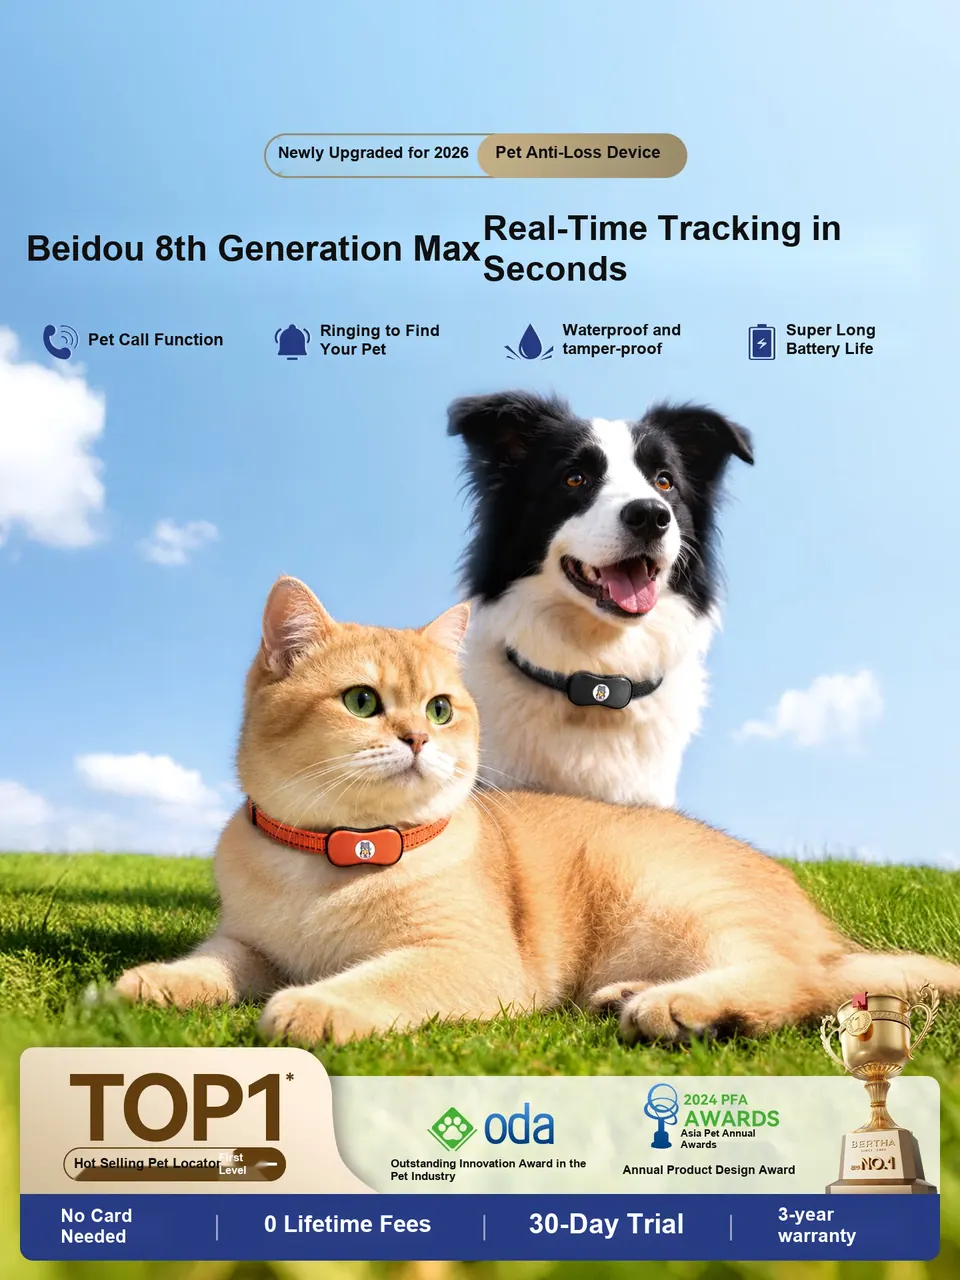 Newly Upgraded for 2026 Pet Anti-Loss Device
Beidou 8th Generation Max
Real-Time Tracking in
Seconds
Pet Call Function
Ringing to Find
Your Pet
Waterproof and
tamper-proof
Super Long
Battery Life
TOP1*
Hot Selling Pet Locator
First
Level
oda
Outstanding Innovation Award in the
Pet Industry
2024 PFA
AWARDS
Asia Pet Annual
Awards
Annual Product Design Award
BERTHA
NO.1
No Card
Needed
0 Lifetime Fees
30-Day Trial
3-year
warranty